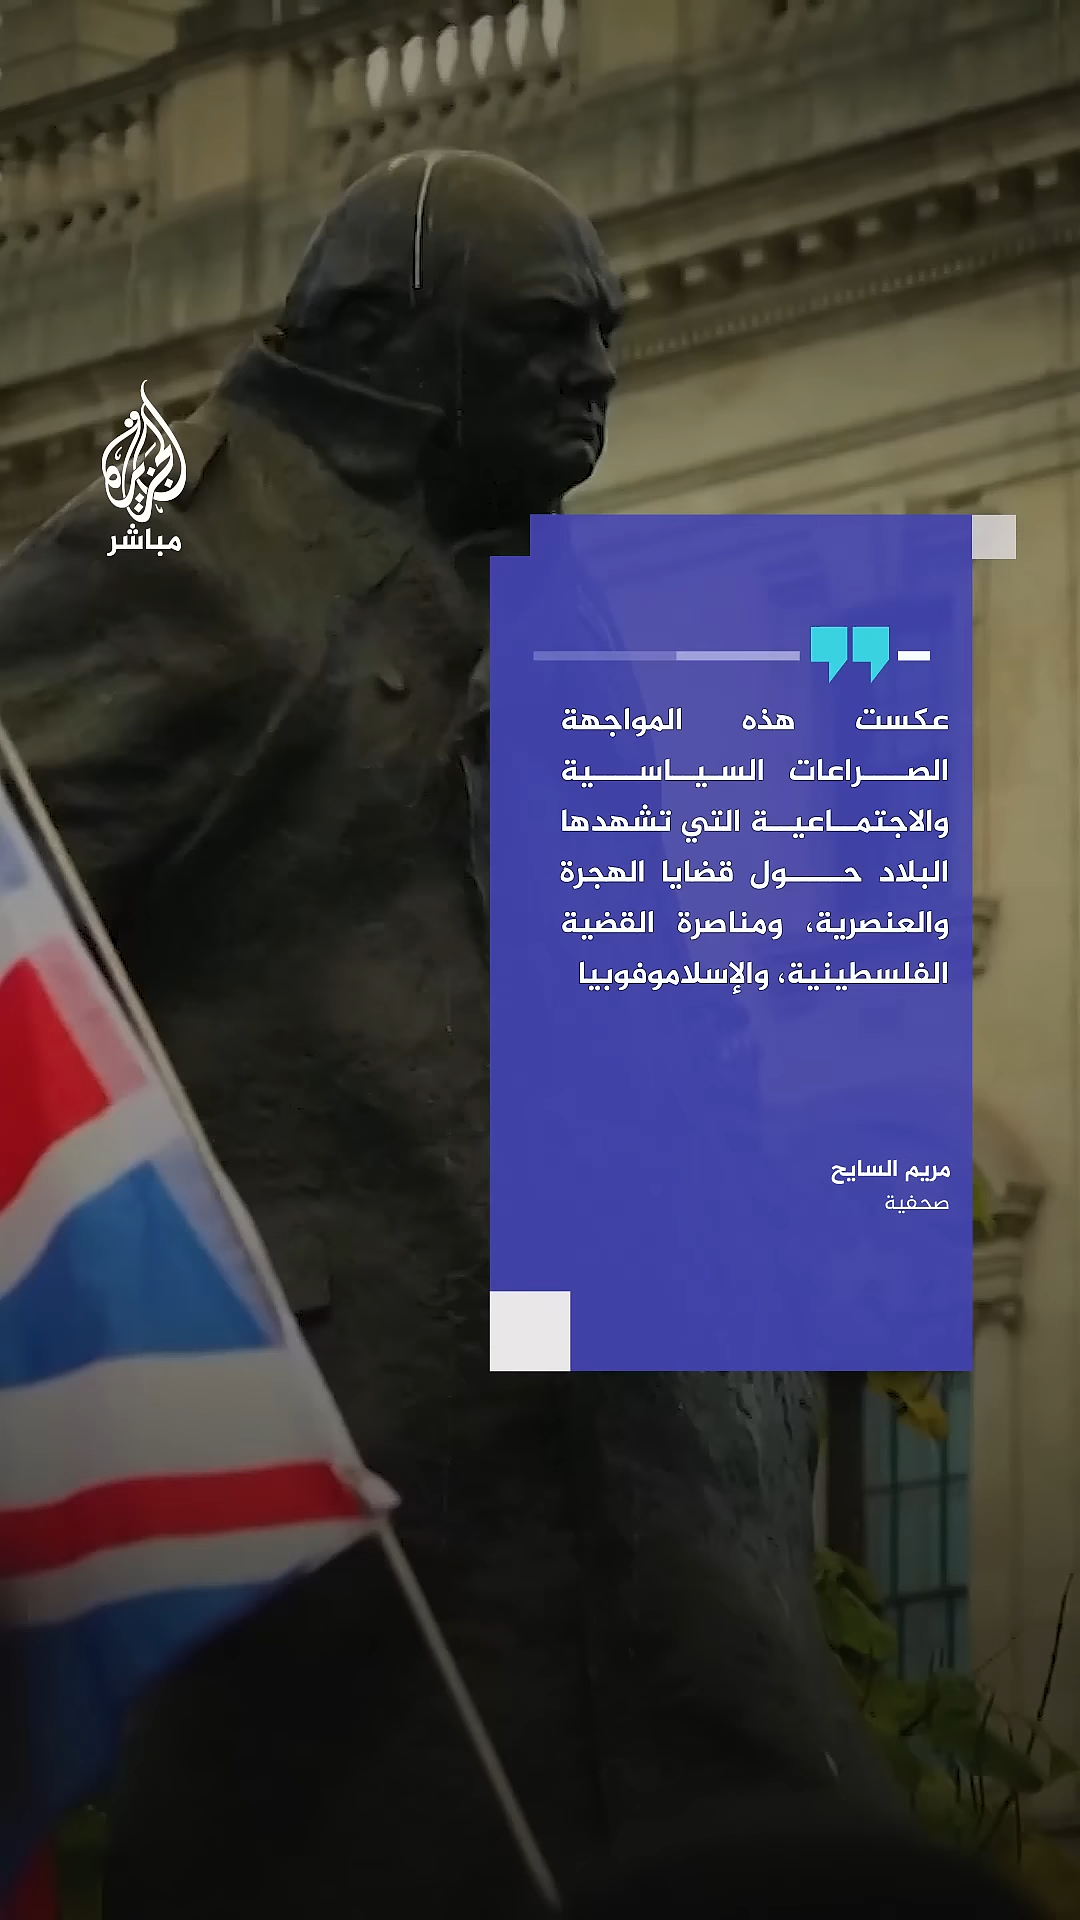 الجزيرة
مباشر
عكست هذه المواجهة
الصراعات السياسية
والاجتماعية التي تشهدها
البلاد حول قضايا الهجرة
والعنصرية، ومناصرة القضية
الفلسطينية، والإسلاموفوبيا
مريم السايح
صحفية